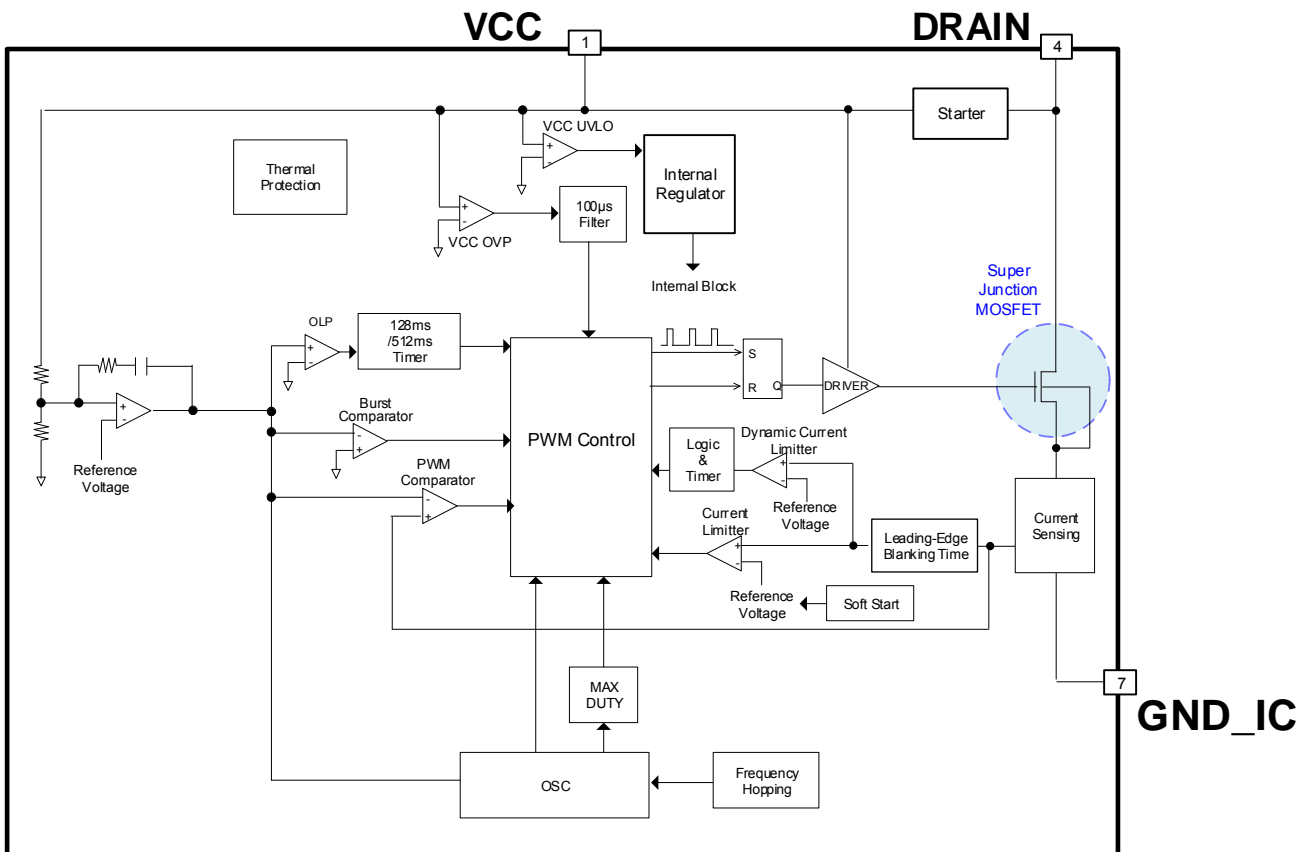 VCC
DRAIN
1
4
Starter
VCC UVLO
+
-
Thermal
Protection
Internal
Regulator
+
-
100µs
Filter
VCC OVP
Internal Block
Super
Junction
MOSFET
OLP
128ms
/512ms
Timer
+
-
S
R
Q
DRIVER
Burst
Comparator
+
-
-
+
Reference
Voltage
PWM Control
PWM
Comparator
-
+
Dynamic Current
Limitter
Logic
&
Timer
+
-
Reference
Voltage
Current
Limitter
+
-
Leading-Edge
Blanking Time
Current
Sensing
Reference
Voltage
Soft Start
7
GND_IC
MAX
DUTY
OSC
Frequency
Hopping